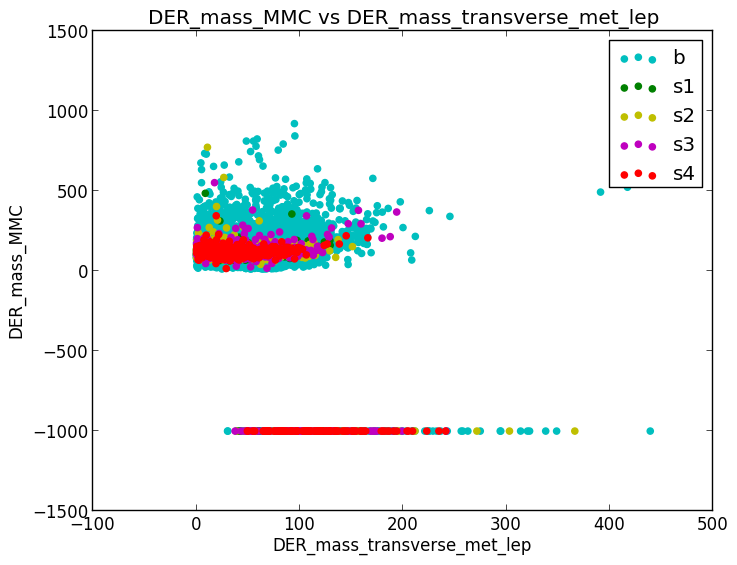 DER_mass_MMC vs DER_mass_transverse_met_lep
1500
1000
500
0
−500
−1000
−1500
DER_mass_MMC
−100
0
100
200
300
400
500
DER_mass_transverse_met_lep
b
s1
s2
s3
s4